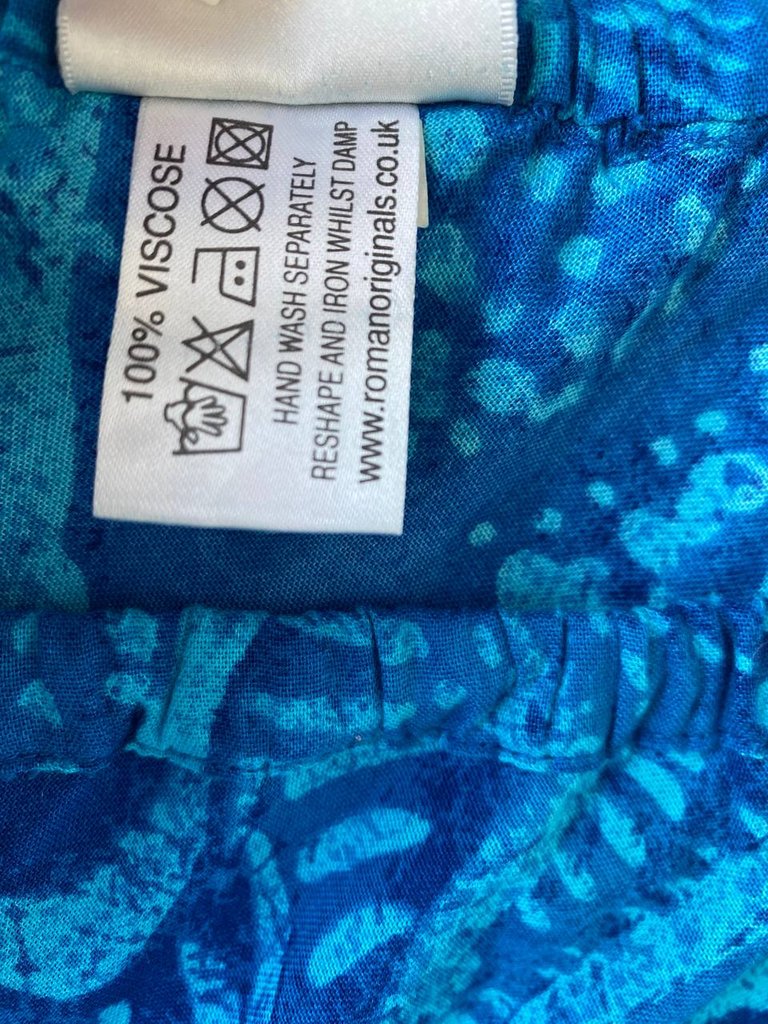 100% VISCOSE
HAND WASH SEPARATELY
RESHAPE AND IRON WHILST DAMP
www.romanoriginals.co.uk